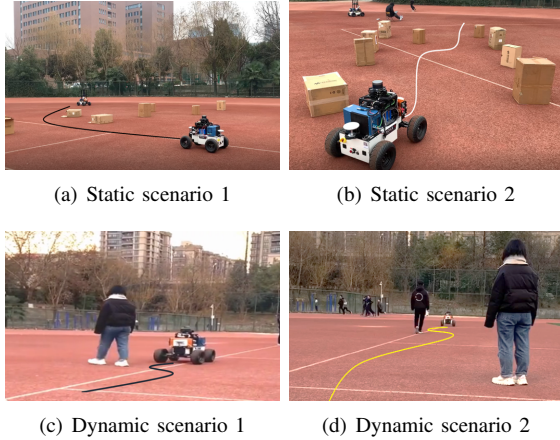 (a) Static scenario 1
(b) Static scenario 2
(c) Dynamic scenario 1
(d) Dynamic scenario 2